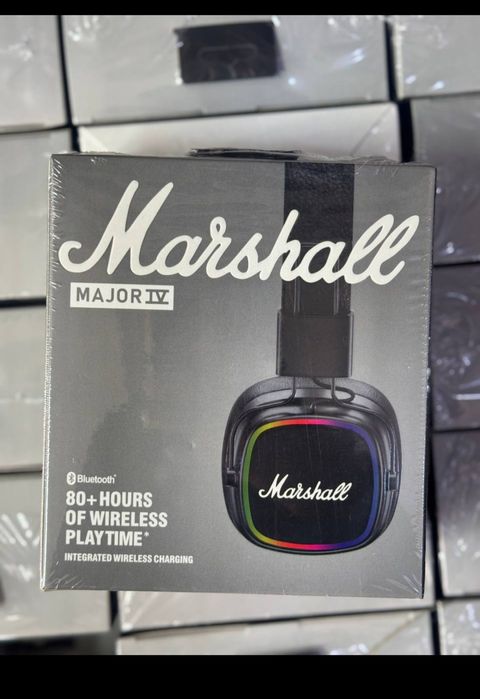 Marshall
MAJOR IV
Bluetooth®
80+ HOURS
OF WIRELESS
PLAYTIME*
INTEGRATED WIRELESS CHARGING
Marshall